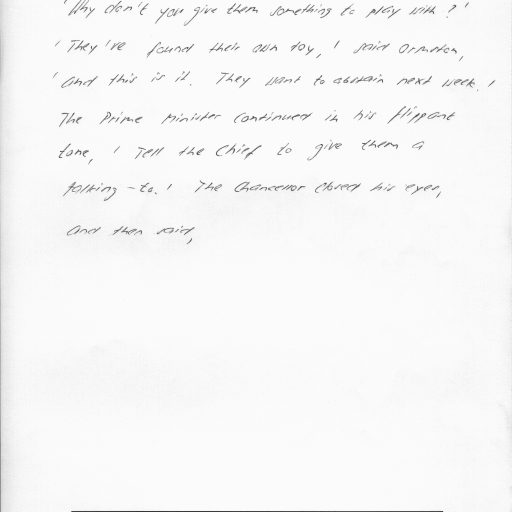 'Why don't you give them something to play with?'
'They've found their own toy,' said Ormston,
'and this is it. They want to abstain next week.'
The Prime Minister continued in his flippant
tone, 'Tell the Chief to give them a
talking-to.' The Chancellor closed his eyes,
and then said,